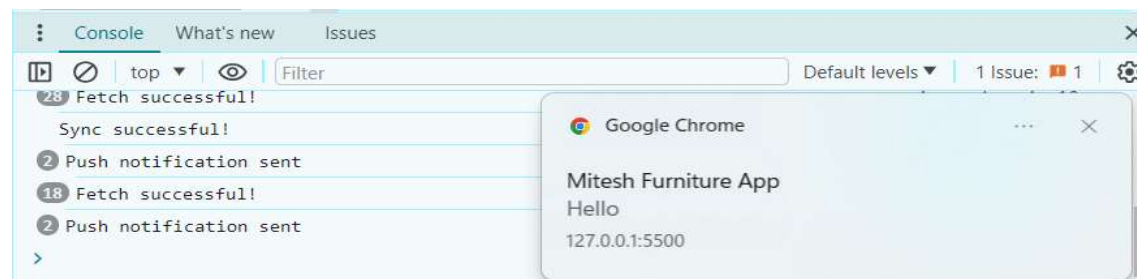 Console What's new Issues
top Filter Default levels 1 Issue: 1
28 Fetch successful!
Sync successful!
2 Push notification sent
18 Fetch successful!
2 Push notification sent
>
Google Chrome
Mitesh Furniture App
Hello
127.0.0.1:5500